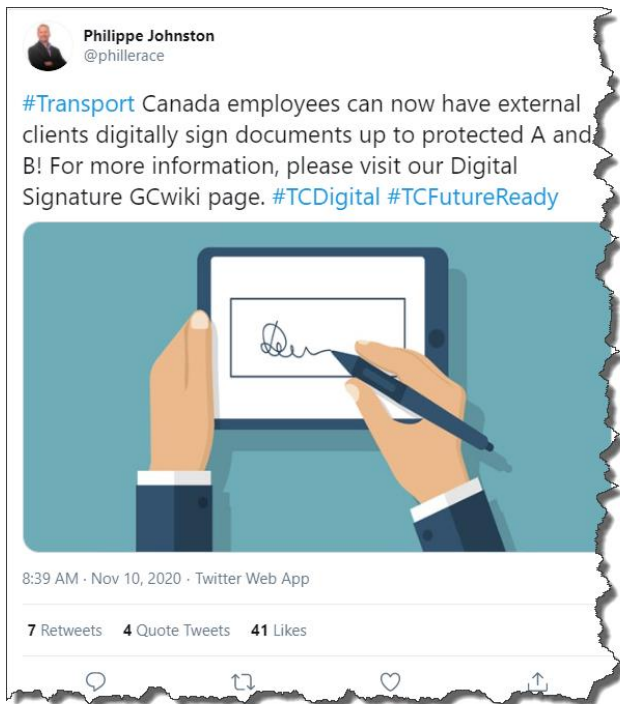 Philippe Johnston
@phillerace
#Transport Canada employees can now have external
clients digitally sign documents up to protected A and
B! For more information, please visit our Digital
Signature GCwiki page. #TCDigital #TCFutureReady
8:39 AM · Nov 10, 2020 · Twitter Web App
7 Retweets 4 Quote Tweets 41 Likes